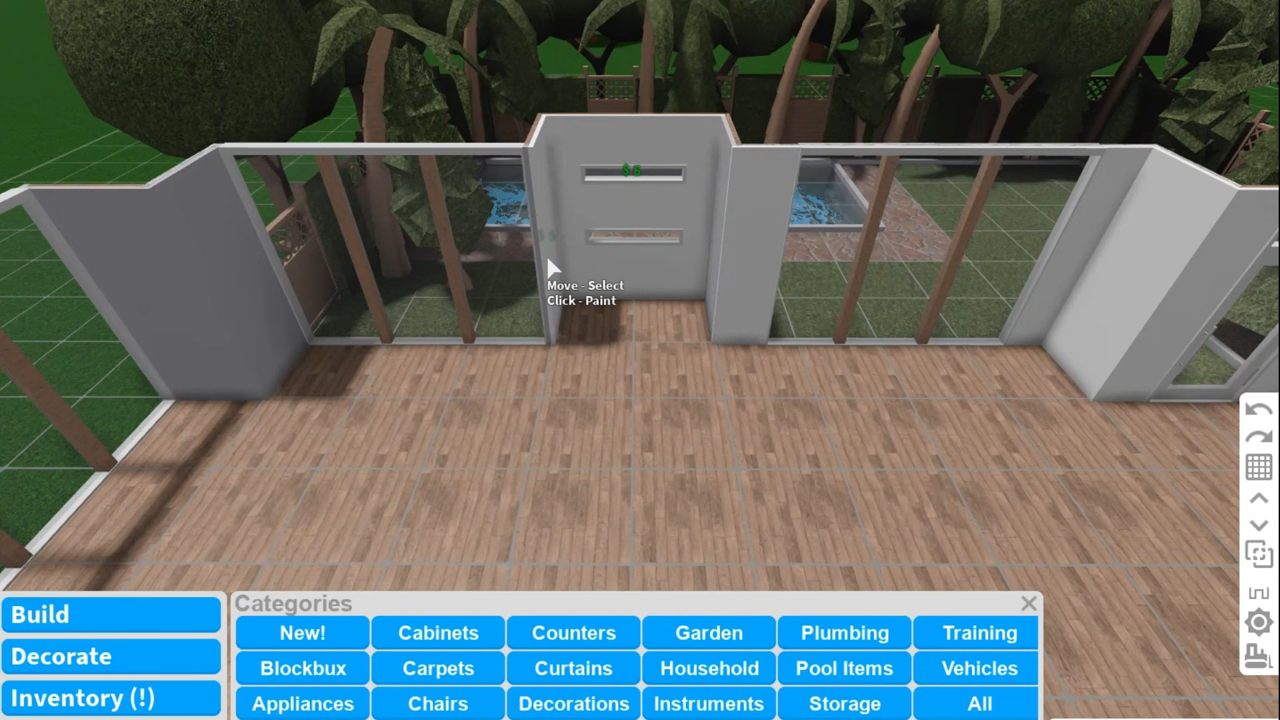 $8
Move - Select
Click - Paint
Build
Decorate
Inventory (!)
Categories
New!
Cabinets
Counters
Garden
Plumbing
Training
Blockbux
Carpets
Curtains
Household
Pool Items
Vehicles
Appliances
Chairs
Decorations
Instruments
Storage
All